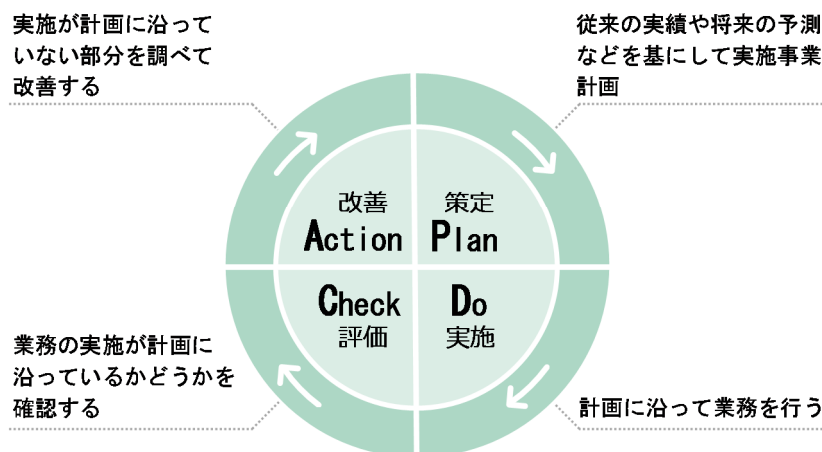 実施が計画に沿って
いない部分を調べて
改善する
従来の実績や将来の予測
などを基にして実施事業
計画
改善
Action
策定
Plan
Check
評価
Do
実施
業務の実施が計画に
沿っているかどうかを
確認する
計画に沿って業務を行う